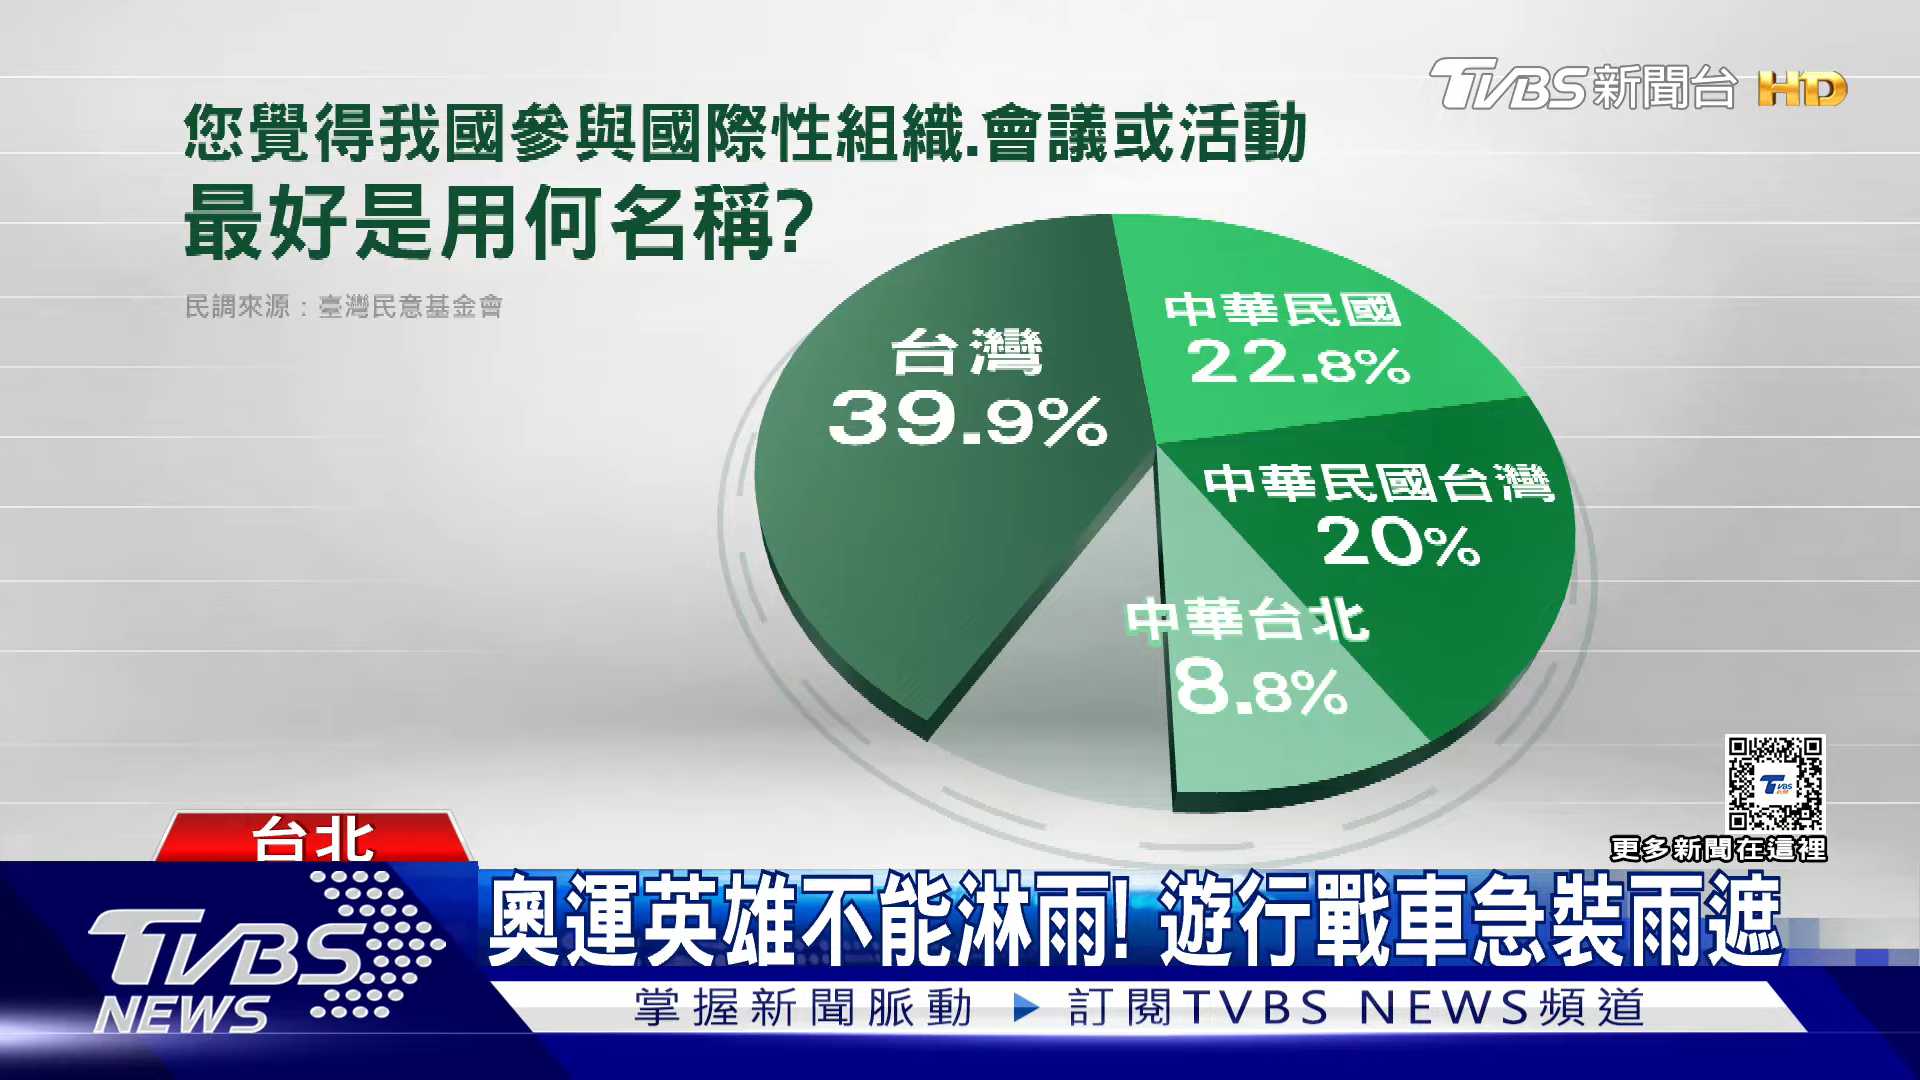 TVBS新聞台 HD
您覺得我國參與國際性組織.會議或活動
最好是用何名稱?
民調來源：臺灣民意基金會
中華民國
22.8%
台灣
39.9%
中華民國台灣
20%
中華台北
8.8%
TVBS
更多新聞在這裡
台北
奧運英雄不能淋雨! 遊行戰車急裝雨遮
TVBS
NEWS
掌握新聞脈動 ▶ 訂閱TVBS NEWS頻道